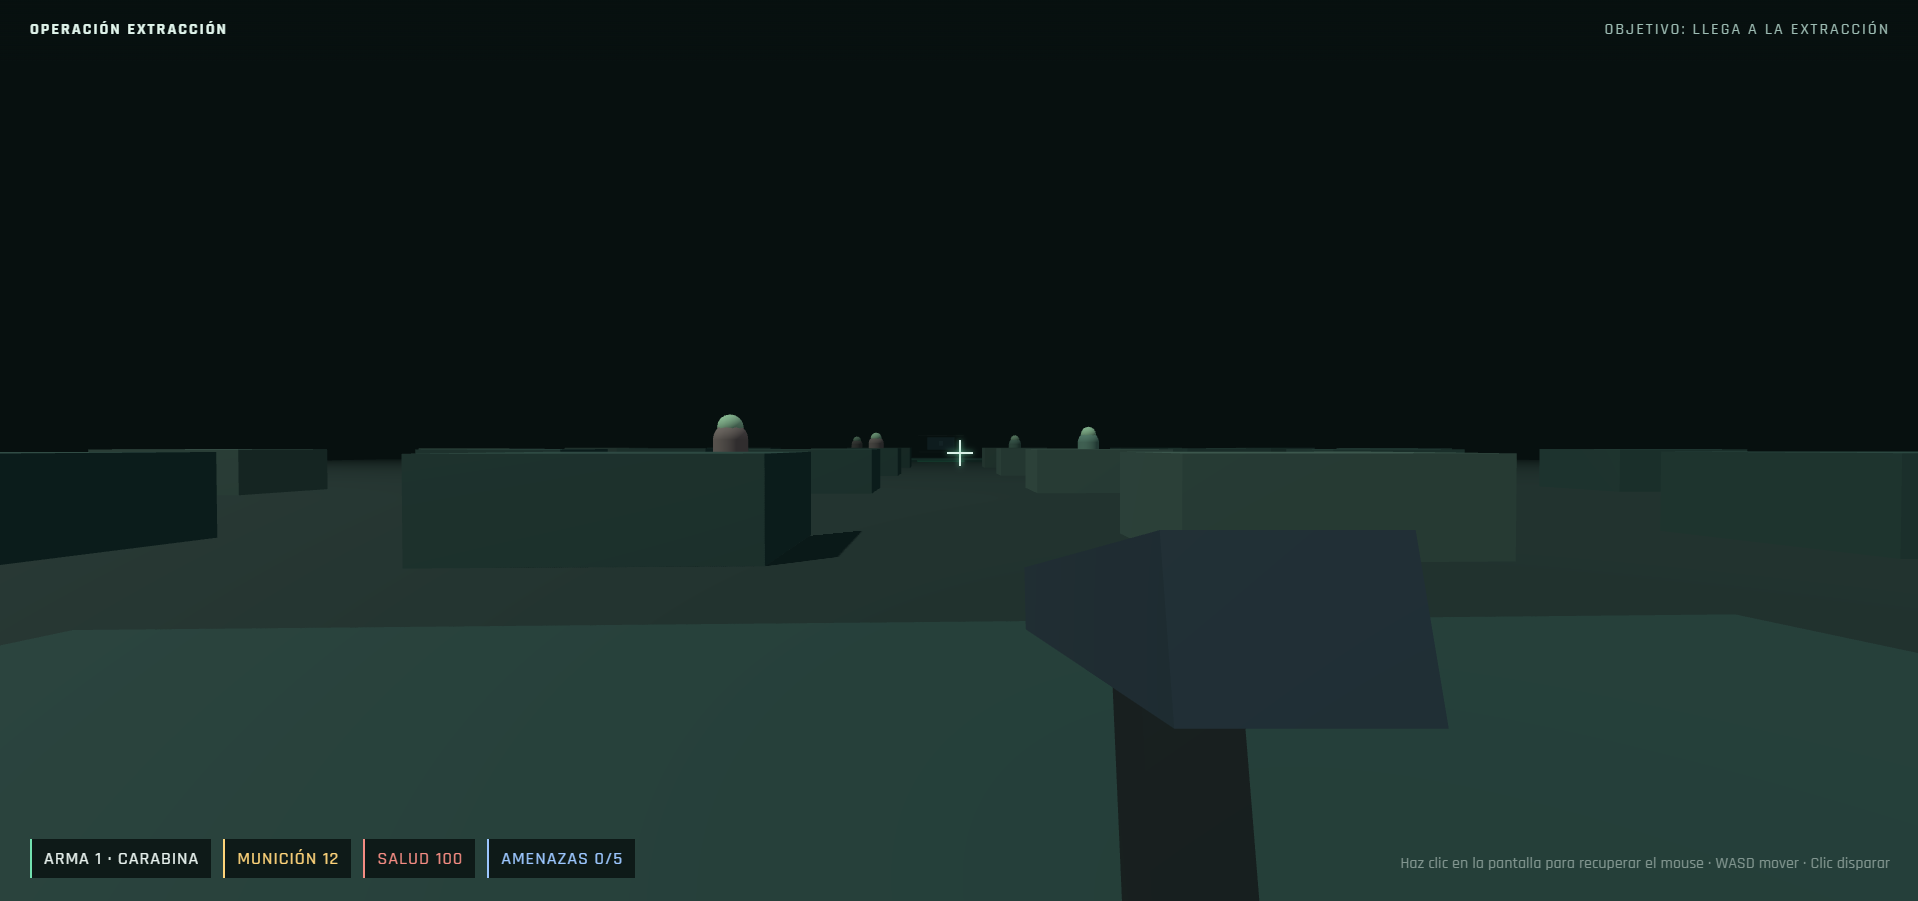 OPERACIÓN EXTRACCIÓN
OBJETIVO: LLEGA A LA EXTRACCIÓN
ARMA 1 · CARABINA
MUNICIÓN 12
SALUD 100
AMENAZAS 0/5
Haz clic en la pantalla para recuperar el mouse · WASD mover · Clic disparar